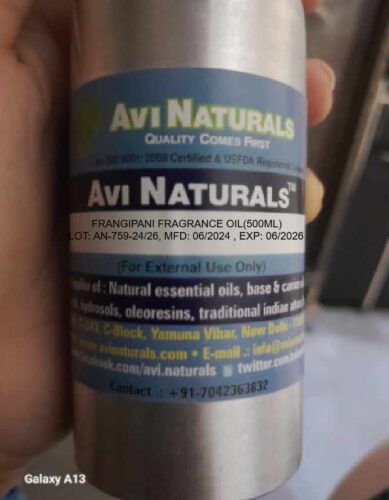 AVI NATURALS
QUALITY COMES FIRST
An ISO 9001:2008 Certified & USFDA Registered
AVI NATURALS™
FRANGIPANI FRAGRANCE OIL(500ML)
LOT: AN-759-24/26, MFD: 06/2024 , EXP: 06/2026
(For External Use Only)
of : Natural essential oils, base & carrier
hydrosols, oleoresins, traditional indian
C-Block, Yamuna Vihar, New Delhi -
www.avinaturals.com • E-mail .: info@
facebook.com/avi.naturals twitter.com
Contact .: +91-7042363832
Galaxy A13